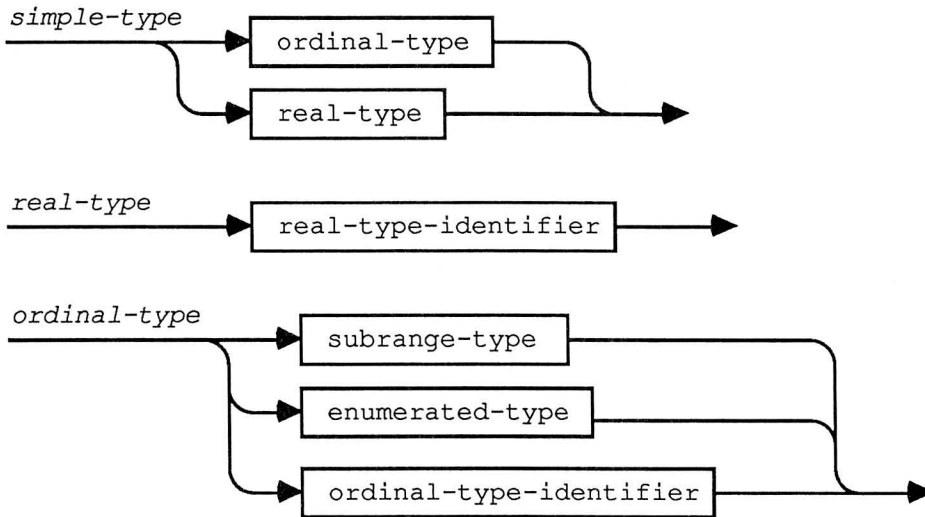 simple-type
ordinal-type
real-type
real-type
real-type-identifier
ordinal-type
subrange-type
enumerated-type
ordinal-type-identifier